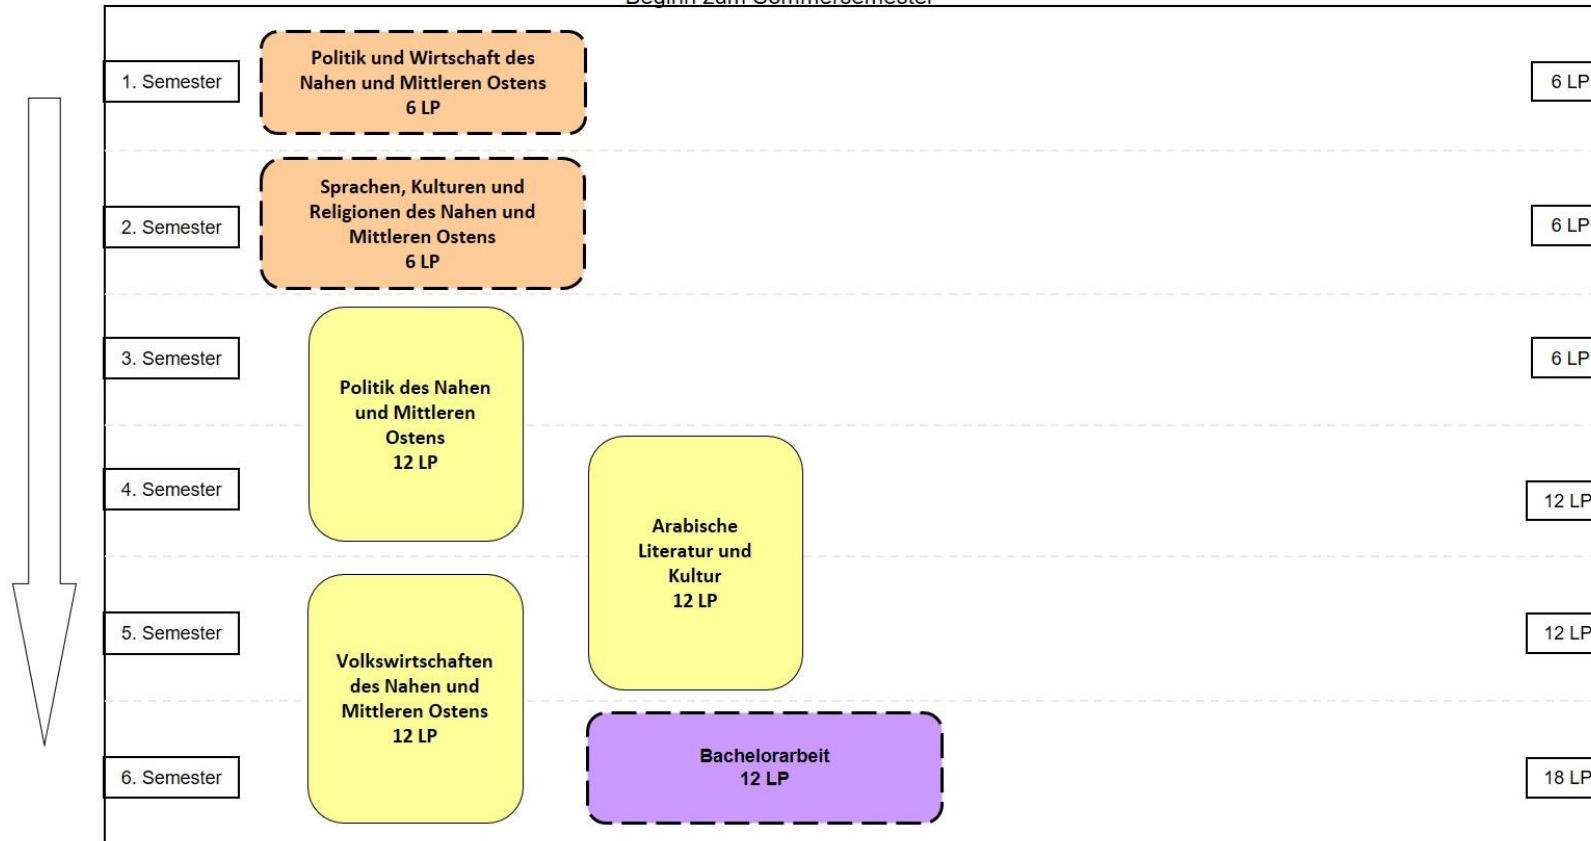 Beginn zum Sommersemester
1. Semester
Politik und Wirtschaft des
Nahen und Mittleren Ostens
6 LP
6 LP
2. Semester
Sprachen, Kulturen und
Religionen des Nahen und
Mittleren Ostens
6 LP
6 LP
3. Semester
6 LP
Politik des Nahen
und Mittleren
Ostens
12 LP
4. Semester
12 LP
Arabische
Literatur und
Kultur
12 LP
5. Semester
12 LP
Volkswirtschaften
des Nahen und
Mittleren Ostens
12 LP
6. Semester
Bachelorarbeit
12 LP
18 LP